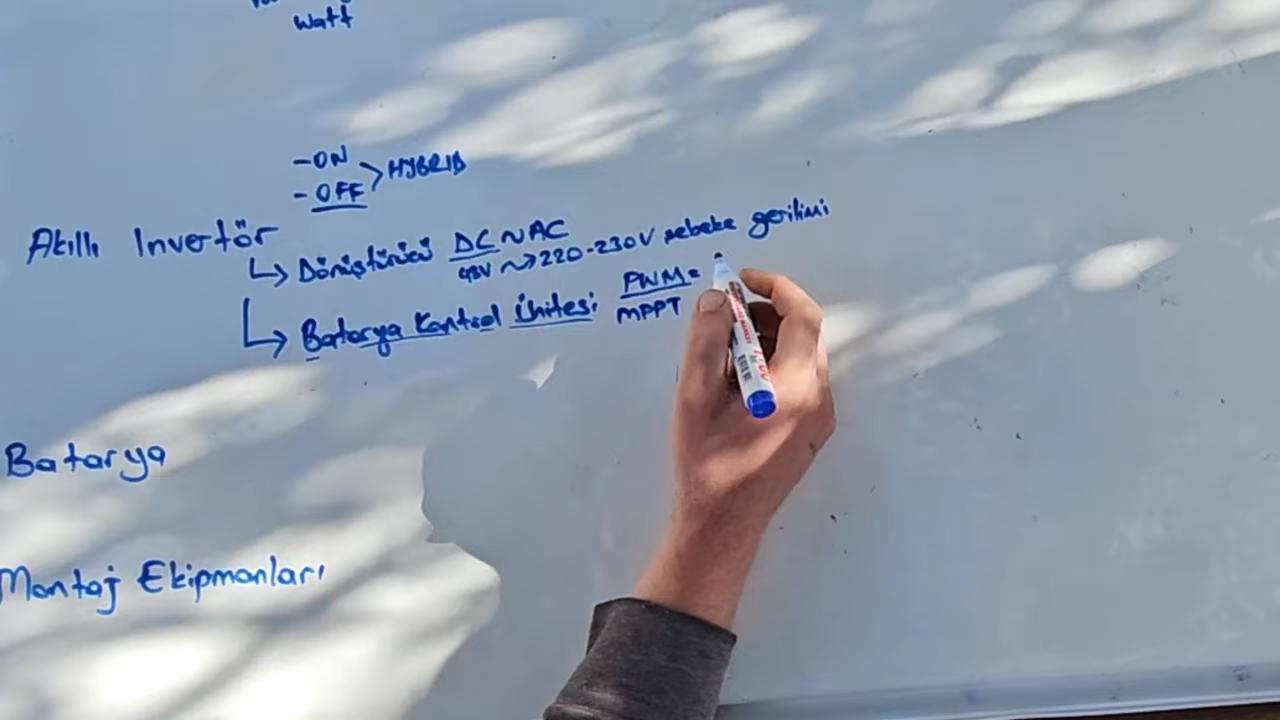 Watt
-ON
-OFF > HYBRID
Akıllı Invertör
↳ Dönüştürücü DC~AC
48V ~> 220-230V şebeke gerilimi
↳ Batarya Kontrol Ünitesi PWM=
MPPT
Batarya
Montaj Ekipmanları